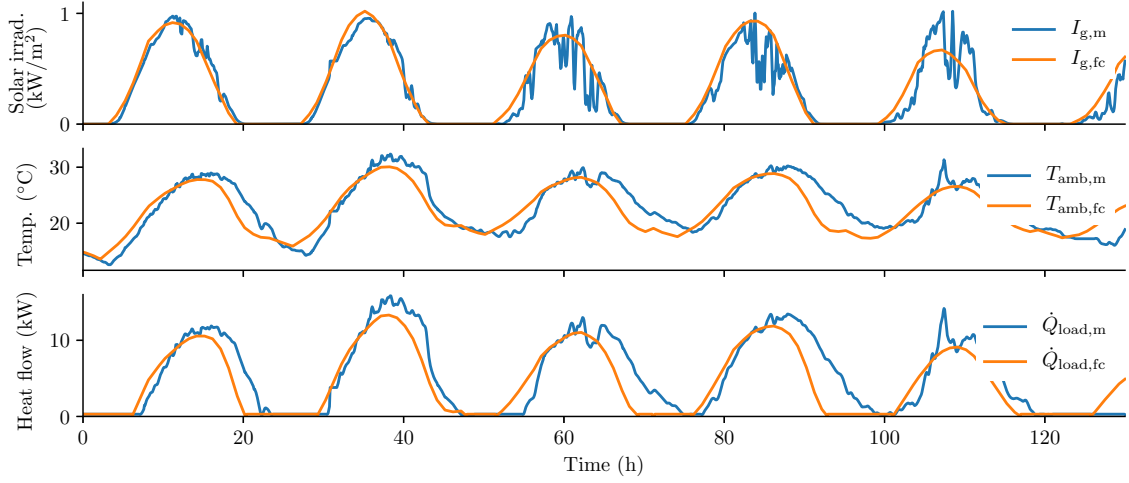 Solar irrad.
(kW/m²)
1
0
I_g,m
I_g,fc
Temp. (°C)
30
20
T_amb,m
T_amb,fc
Heat flow (kW)
10
0
Q̇_load,m
Q̇_load,fc
0 20 40 60 80 100 120
Time (h)